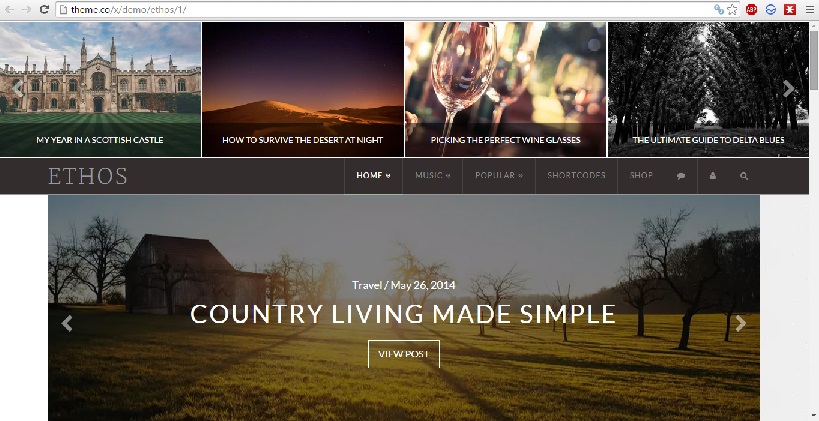 theme.co/x/demo/ethos/1/
ABP
MY YEAR IN A SCOTTISH CASTLE
HOW TO SURVIVE THE DESERT AT NIGHT
PICKING THE PERFECT WINE GLASSES
THE ULTIMATE GUIDE TO DELTA BLUES
ETHOS
HOME
MUSIC
POPULAR
SHORTCODES
SHOP
Travel / May 26, 2014
COUNTRY LIVING MADE SIMPLE
VIEW POST